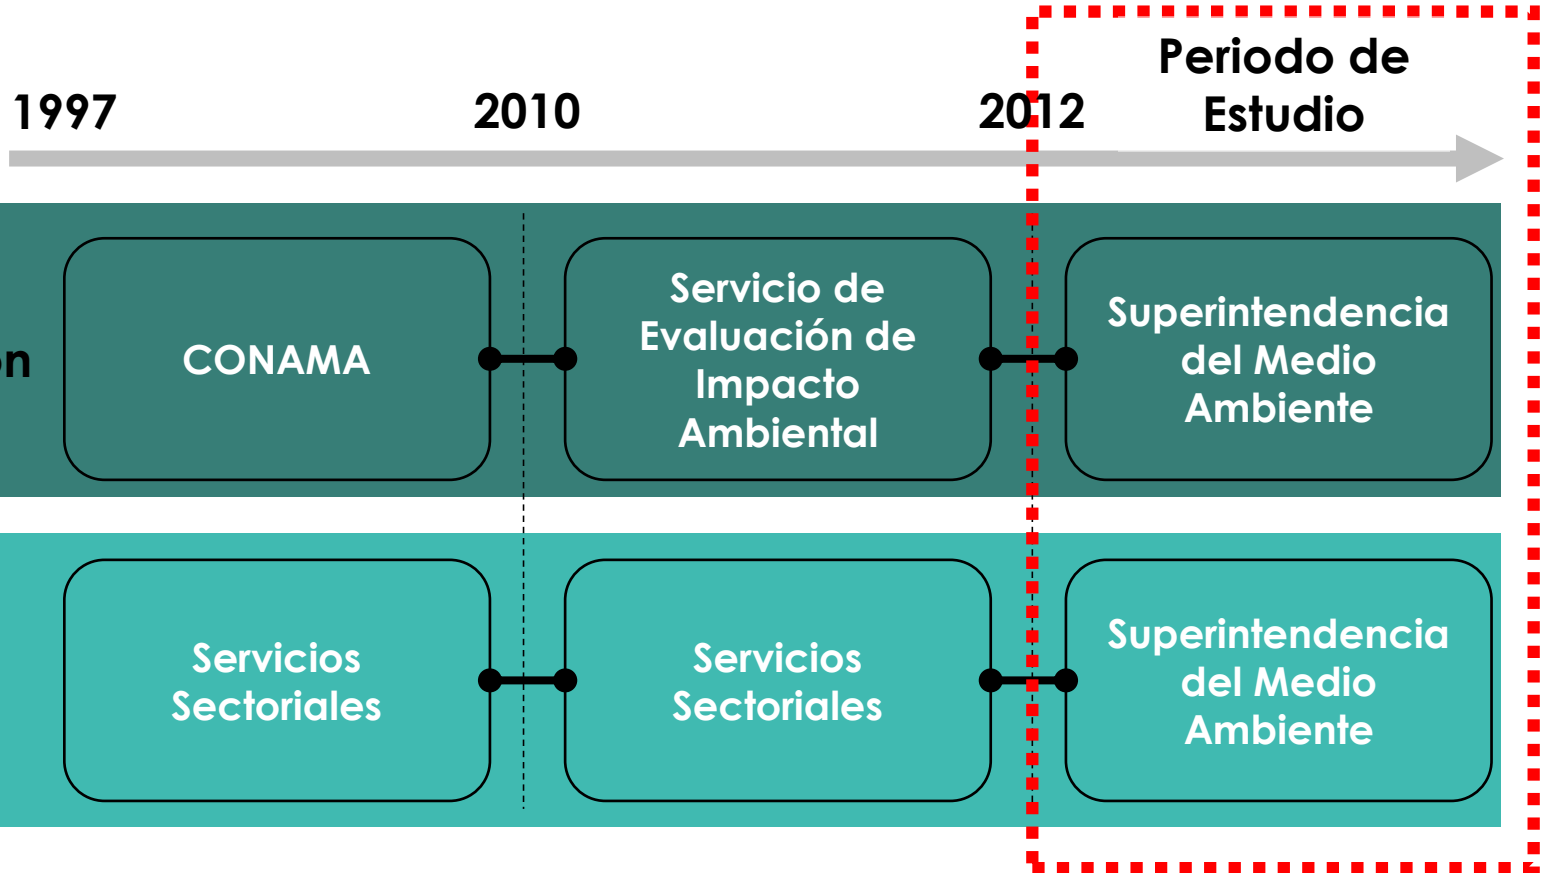 Periodo de
Estudio
1997
2010
2012
CONAMA
Servicio de
Evaluación de
Impacto
Ambiental
Superintendencia
del Medio
Ambiente
Servicios
Sectoriales
Servicios
Sectoriales
Superintendencia
del Medio
Ambiente